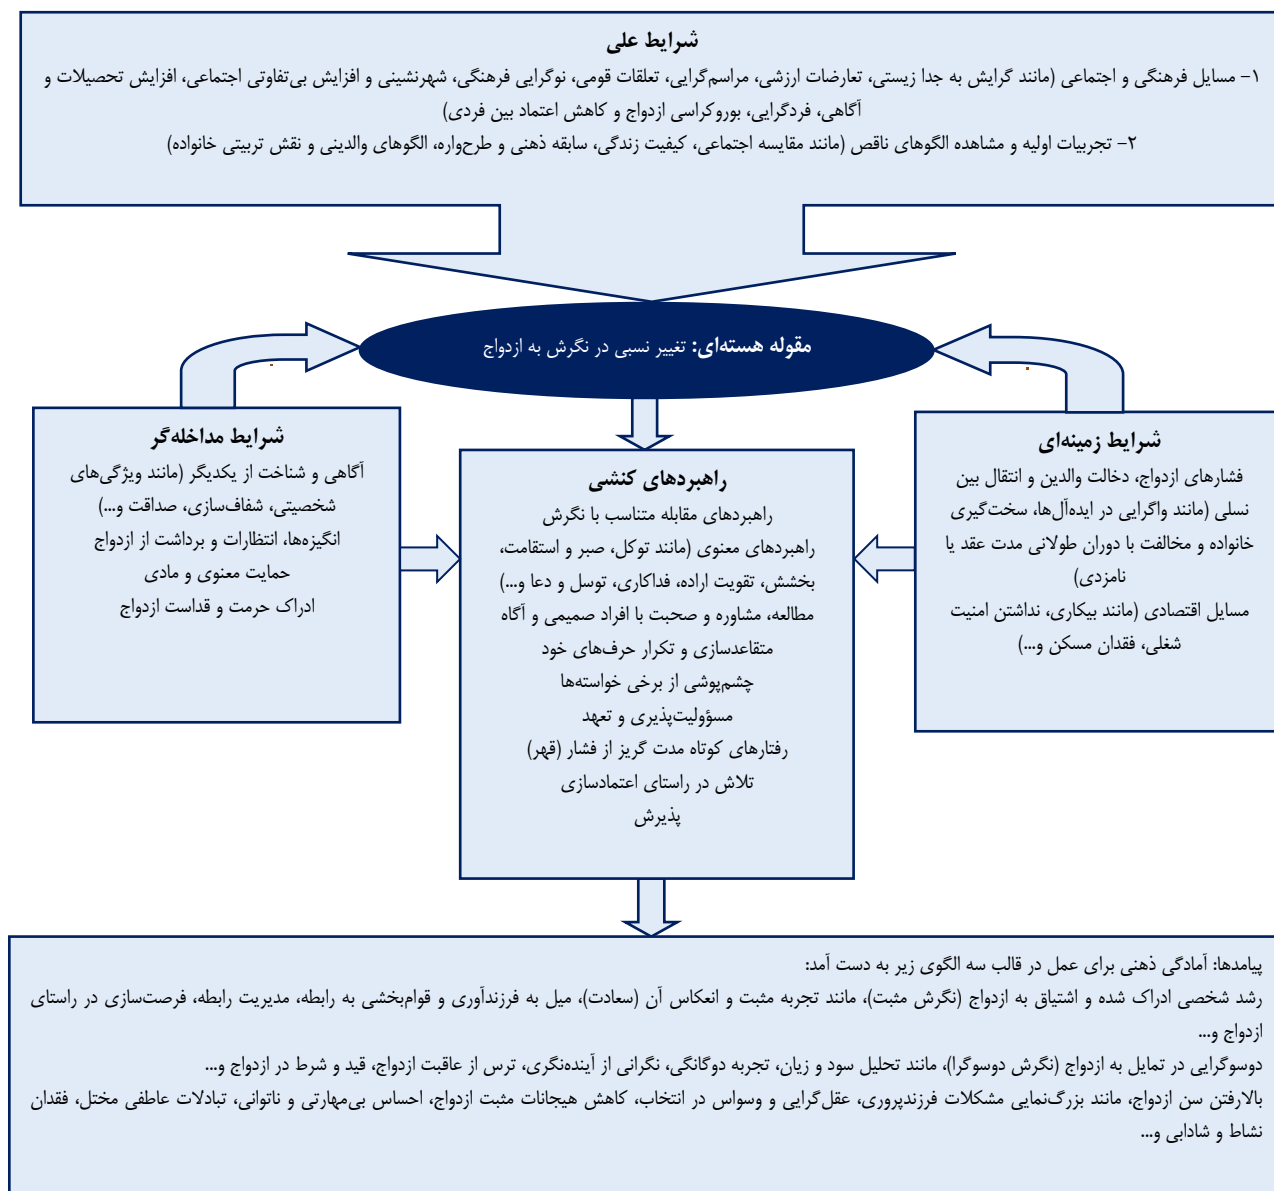 شرایط علی
۱- مسایل فرهنگی و اجتماعی (مانند گرایش به جدا زیستی، تعارضات ارزشی، مراسم‌گرایی، تعلقات قومی، نوگرایی فرهنگی، شهرنشینی و افزایش بی‌تفاوتی اجتماعی، افزایش تحصیلات و
آگاهی، فردگرایی، بوروکراسی ازدواج و کاهش اعتماد بین فردی)
۲- تجربیات اولیه و مشاهده الگوهای ناقص (مانند مقایسه اجتماعی، کیفیت زندگی، سابقه ذهنی و طرح‌واره، الگوهای والدینی و نقش تربیتی خانواده)
مقوله هسته‌ای: تغییر نسبی در نگرش به ازدواج
شرایط زمینه‌ای
فشارهای ازدواج، دخالت والدین و انتقال بین
نسلی (مانند واگرایی در ایده‌آل‌ها، سخت‌گیری
خانواده و مخالفت با دوران طولانی مدت عقد یا
نامزدی)
مسایل اقتصادی (مانند بیکاری، نداشتن امنیت
شغلی، فقدان مسکن و...)
راهبردهای کنشی
راهبردهای مقابله متناسب با نگرش
راهبردهای معنوی (مانند توکل، صبر و استقامت،
بخشش، تقویت اراده، فداکاری، توسل و دعا و...)
مطالعه، مشاوره و صحبت با افراد صمیمی و آگاه
متقاعدسازی و تکرار حرف‌های خود
چشم‌پوشی از برخی خواسته‌ها
مسؤولیت‌پذیری و تعهد
رفتارهای کوتاه مدت گریز از فشار (قهر)
تلاش در راستای اعتمادسازی
پذیرش
شرایط مداخله‌گر
آگاهی و شناخت از یکدیگر (مانند ویژگی‌های
شخصیتی، شفاف‌سازی، صداقت و...)
انگیزه‌ها، انتظارات و برداشت از ازدواج
حمایت معنوی و مادی
ادراک حرمت و قداست ازدواج
پیامدها: آمادگی ذهنی برای عمل در قالب سه الگوی زیر به دست آمد:
رشد شخصی ادراک شده و اشتیاق به ازدواج (نگرش مثبت)، مانند تجربه مثبت و انعکاس آن (سعادت)، میل به فرزندآوری و قوام‌بخشی به رابطه، مدیریت رابطه، فرصت‌سازی در راستای
ازدواج و...
دوسوگرایی در تمایل به ازدواج (نگرش دوسوگرا)، مانند تحلیل سود و زیان، تجربه دوگانگی، نگرانی از آینده‌نگری، ترس از عاقبت ازدواج، قید و شرط در ازدواج و...
بالارفتن سن ازدواج، مانند بزرگ‌نمایی مشکلات فرزندپروری، عقل‌گرایی و وسواس در انتخاب، کاهش هیجانات مثبت ازدواج، احساس بی‌مهارتی و ناتوانی، تبادلات عاطفی مختل، فقدان
نشاط و شادابی و...